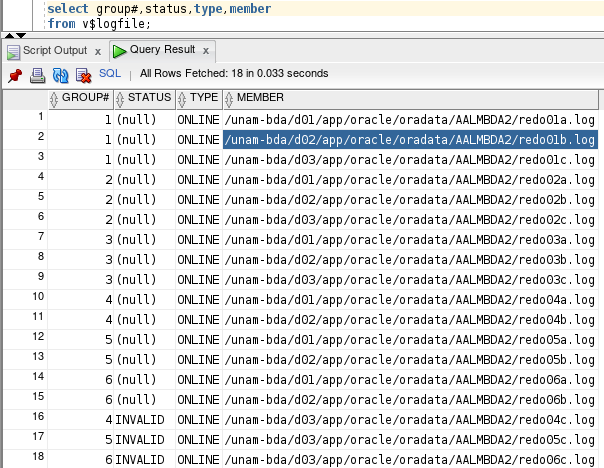 select group#,status,type,member
from v$logfile;
Script Output x Query Result x
SQL All Rows Fetched: 18 in 0.033 seconds
GROUP# STATUS TYPE MEMBER
1 1 (null) ONLINE /unam-bda/d01/app/oracle/oradata/AALMBDA2/redo01a.log
2 1 (null) ONLINE /unam-bda/d02/app/oracle/oradata/AALMBDA2/redo01b.log
3 1 (null) ONLINE /unam-bda/d03/app/oracle/oradata/AALMBDA2/redo01c.log
4 2 (null) ONLINE /unam-bda/d01/app/oracle/oradata/AALMBDA2/redo02a.log
5 2 (null) ONLINE /unam-bda/d02/app/oracle/oradata/AALMBDA2/redo02b.log
6 2 (null) ONLINE /unam-bda/d03/app/oracle/oradata/AALMBDA2/redo02c.log
7 3 (null) ONLINE /unam-bda/d01/app/oracle/oradata/AALMBDA2/redo03a.log
8 3 (null) ONLINE /unam-bda/d02/app/oracle/oradata/AALMBDA2/redo03b.log
9 3 (null) ONLINE /unam-bda/d03/app/oracle/oradata/AALMBDA2/redo03c.log
10 4 (null) ONLINE /unam-bda/d01/app/oracle/oradata/AALMBDA2/redo04a.log
11 4 (null) ONLINE /unam-bda/d02/app/oracle/oradata/AALMBDA2/redo04b.log
12 5 (null) ONLINE /unam-bda/d01/app/oracle/oradata/AALMBDA2/redo05a.log
13 5 (null) ONLINE /unam-bda/d02/app/oracle/oradata/AALMBDA2/redo05b.log
14 6 (null) ONLINE /unam-bda/d01/app/oracle/oradata/AALMBDA2/redo06a.log
15 6 (null) ONLINE /unam-bda/d02/app/oracle/oradata/AALMBDA2/redo06b.log
16 4 INVALID ONLINE /unam-bda/d03/app/oracle/oradata/AALMBDA2/redo04c.log
17 5 INVALID ONLINE /unam-bda/d03/app/oracle/oradata/AALMBDA2/redo05c.log
18 6 INVALID ONLINE /unam-bda/d03/app/oracle/oradata/AALMBDA2/redo06c.log